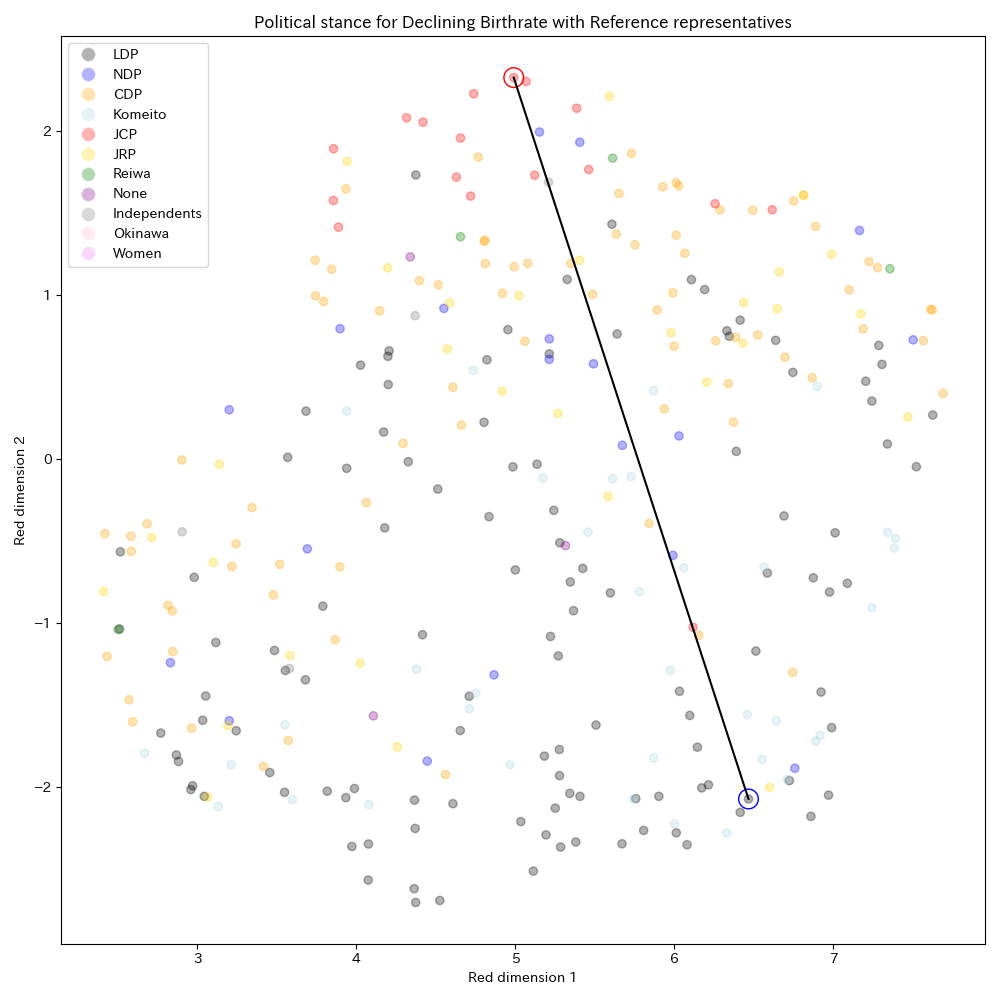 Political stance for Declining Birthrate with Reference representatives
LDP
NDP
CDP
Komeito
JCP
JRP
Reiwa
None
Independents
Okinawa
Women
2
1
0
−1
−2
Red dimension 2
3
4
5
6
7
Red dimension 1